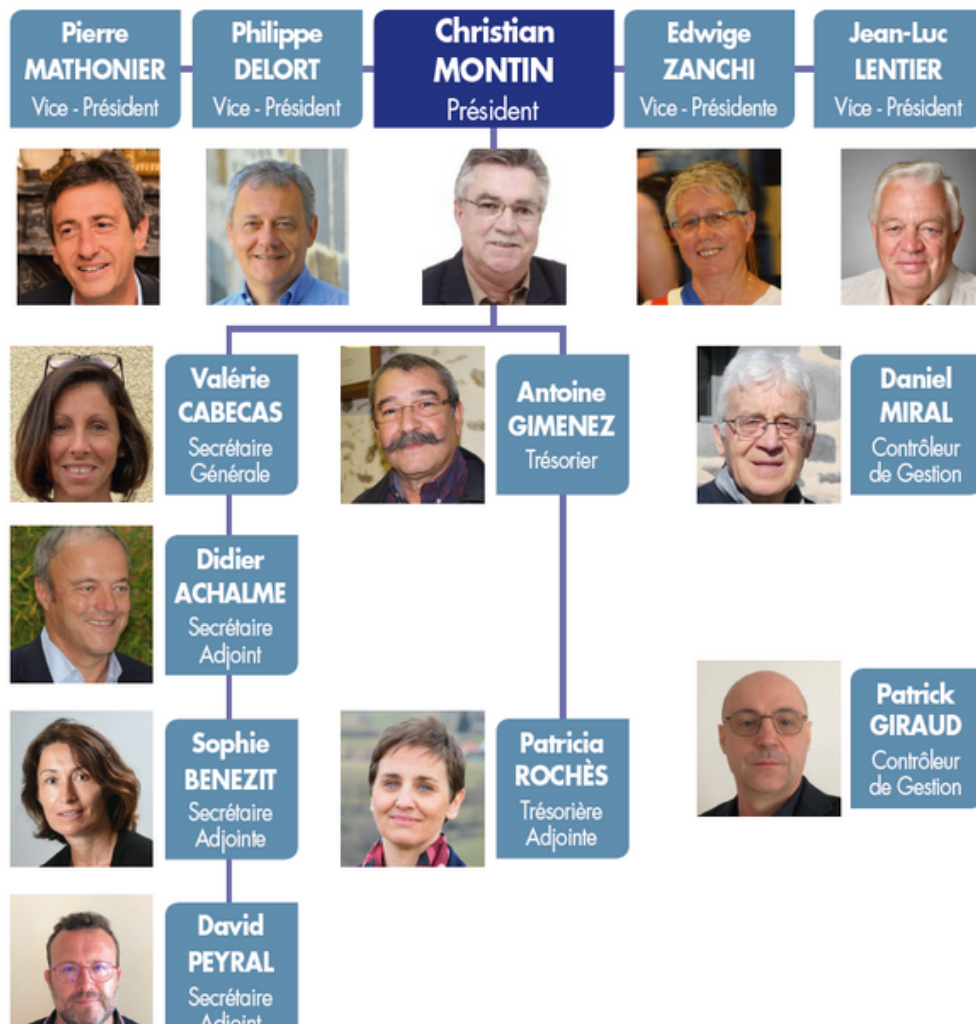 Pierre
MATHONIER
Vice - Président
Philippe
DELORT
Vice - Président
Christian
MONTIN
Président
Edwige
ZANCHI
Vice - Présidente
Jean-Luc
LENTIER
Vice - Président
Valérie
CABECAS
Secrétaire
Générale
Antoine
GIMENEZ
Trésorier
Daniel
MIRAL
Contrôleur
de Gestion
Didier
ACHALME
Secrétaire
Adjoint
Sophie
BENEZIT
Secrétaire
Adjointe
Patricia
ROCHÈS
Trésorière
Adjointe
Patrick
GIRAUD
Contrôleur
de Gestion
David
PEYRAL
Secrétaire
Adjoint